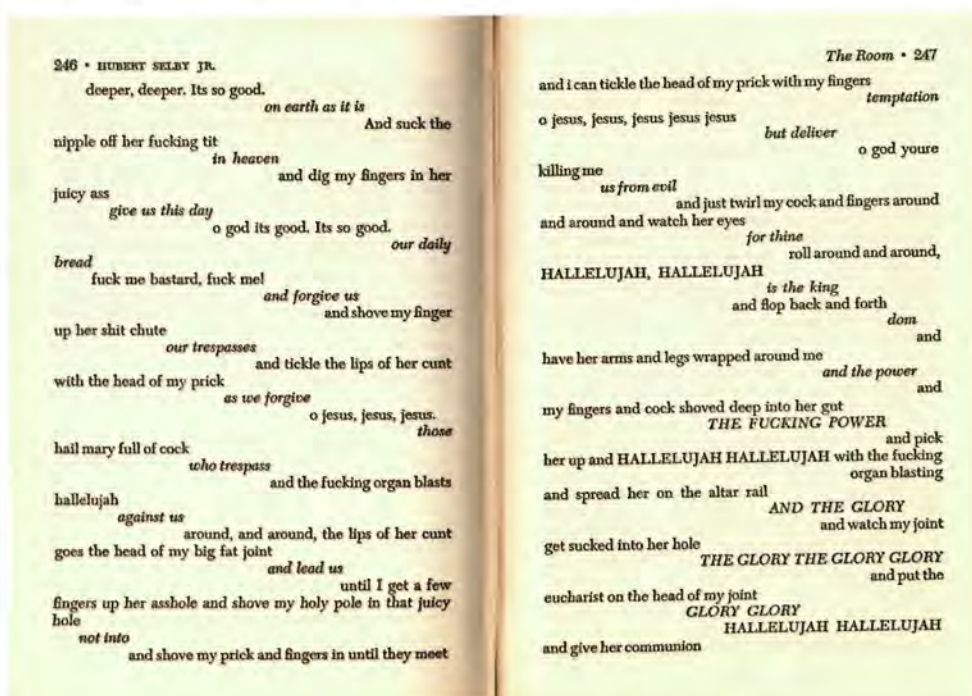 246 • HUBERT SELBY JR.
deeper, deeper. Its so good.
on earth as it is
And suck the
nipple off her fucking tit
in heaven
and dig my fingers in her
juicy ass
give us this day
o god its good. Its so good.
our daily
bread
fuck me bastard, fuck me!
and forgive us
and shove my finger
up her shit chute
our trespasses
and tickle the lips of her cunt
with the head of my prick
as we forgive
o jesus, jesus, jesus.
those
hail mary full of cock
who trespass
and the fucking organ blasts
hallelujah
against us
around, and around, the lips of her cunt
goes the head of my big fat joint
and lead us
until I get a few
fingers up her asshole and shove my holy pole in that juicy
hole
not into
and shove my prick and fingers in until they meet
The Room • 247
and i can tickle the head of my prick with my fingers
temptation
o jesus, jesus, jesus jesus jesus
but deliver
o god youre
killing me
us from evil
and just twirl my cock and fingers around
and around and watch her eyes
for thine
roll around and around,
HALLELUJAH, HALLELUJAH
is the king
and flop back and forth
dom
and
have her arms and legs wrapped around me
and the power
and
my fingers and cock shoved deep into her gut
THE FUCKING POWER
and pick
her up and HALLELUJAH HALLELUJAH with the fucking
organ blasting
and spread her on the altar rail
AND THE GLORY
and watch my joint
get sucked into her hole
THE GLORY THE GLORY GLORY
and put the
eucharist on the head of my joint
GLORY GLORY
HALLELUJAH HALLELUJAH
and give her communion